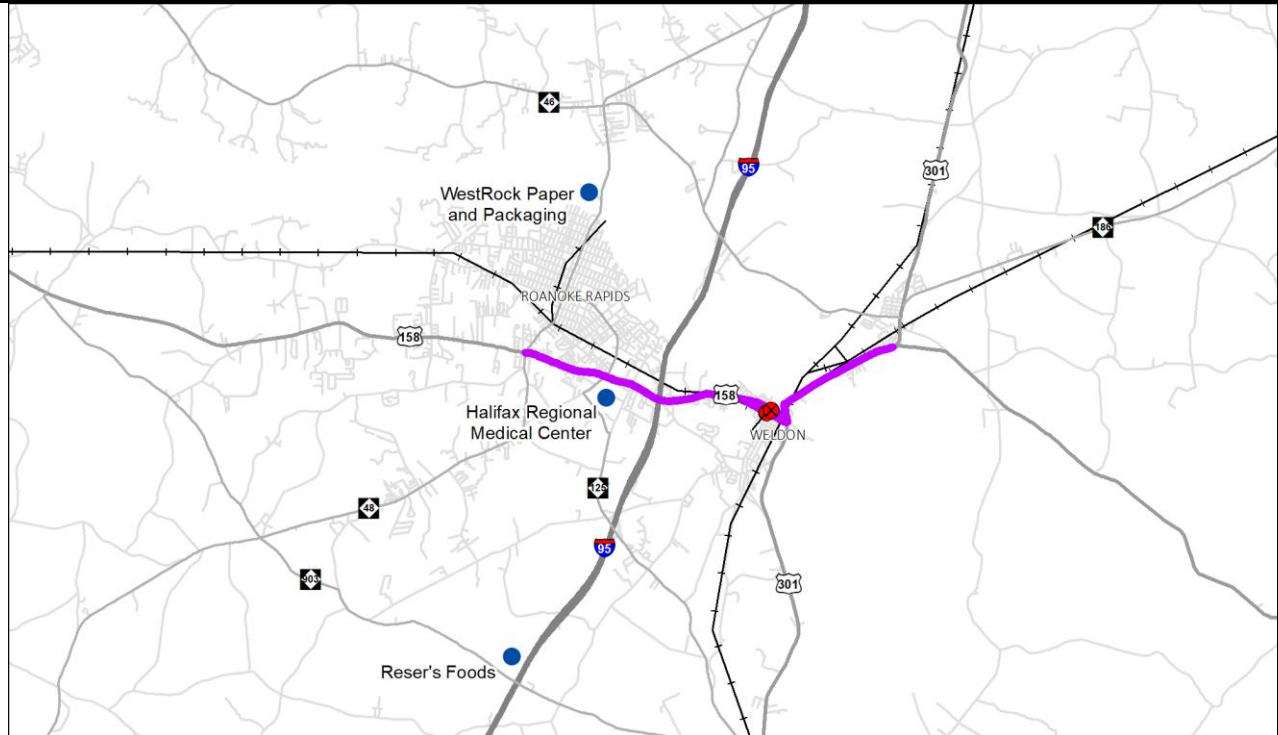 46
95
WestRock Paper
and Packaging
301
186
ROANOKE RAPIDS
158
158
Halifax Regional
Medical Center
WELDON
125
48
95
903
301
Reser's Foods